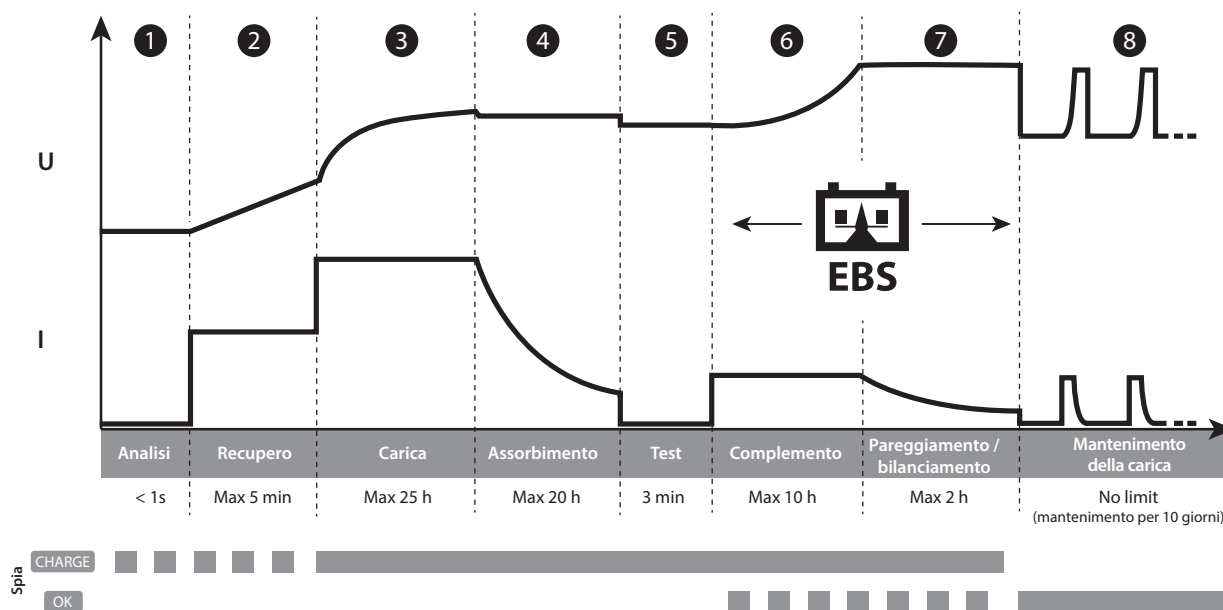 1 2 3 4 5 6 7 8
U
EBS
I
Analisi Recupero Carica Assorbimento Test Complemento Pareggiamento / bilanciamento Mantenimento della carica
< 1s Max 5 min Max 25 h Max 20 h 3 min Max 10 h Max 2 h No limit
(mantenimento per 10 giorni)
Spia
CHARGE
OK